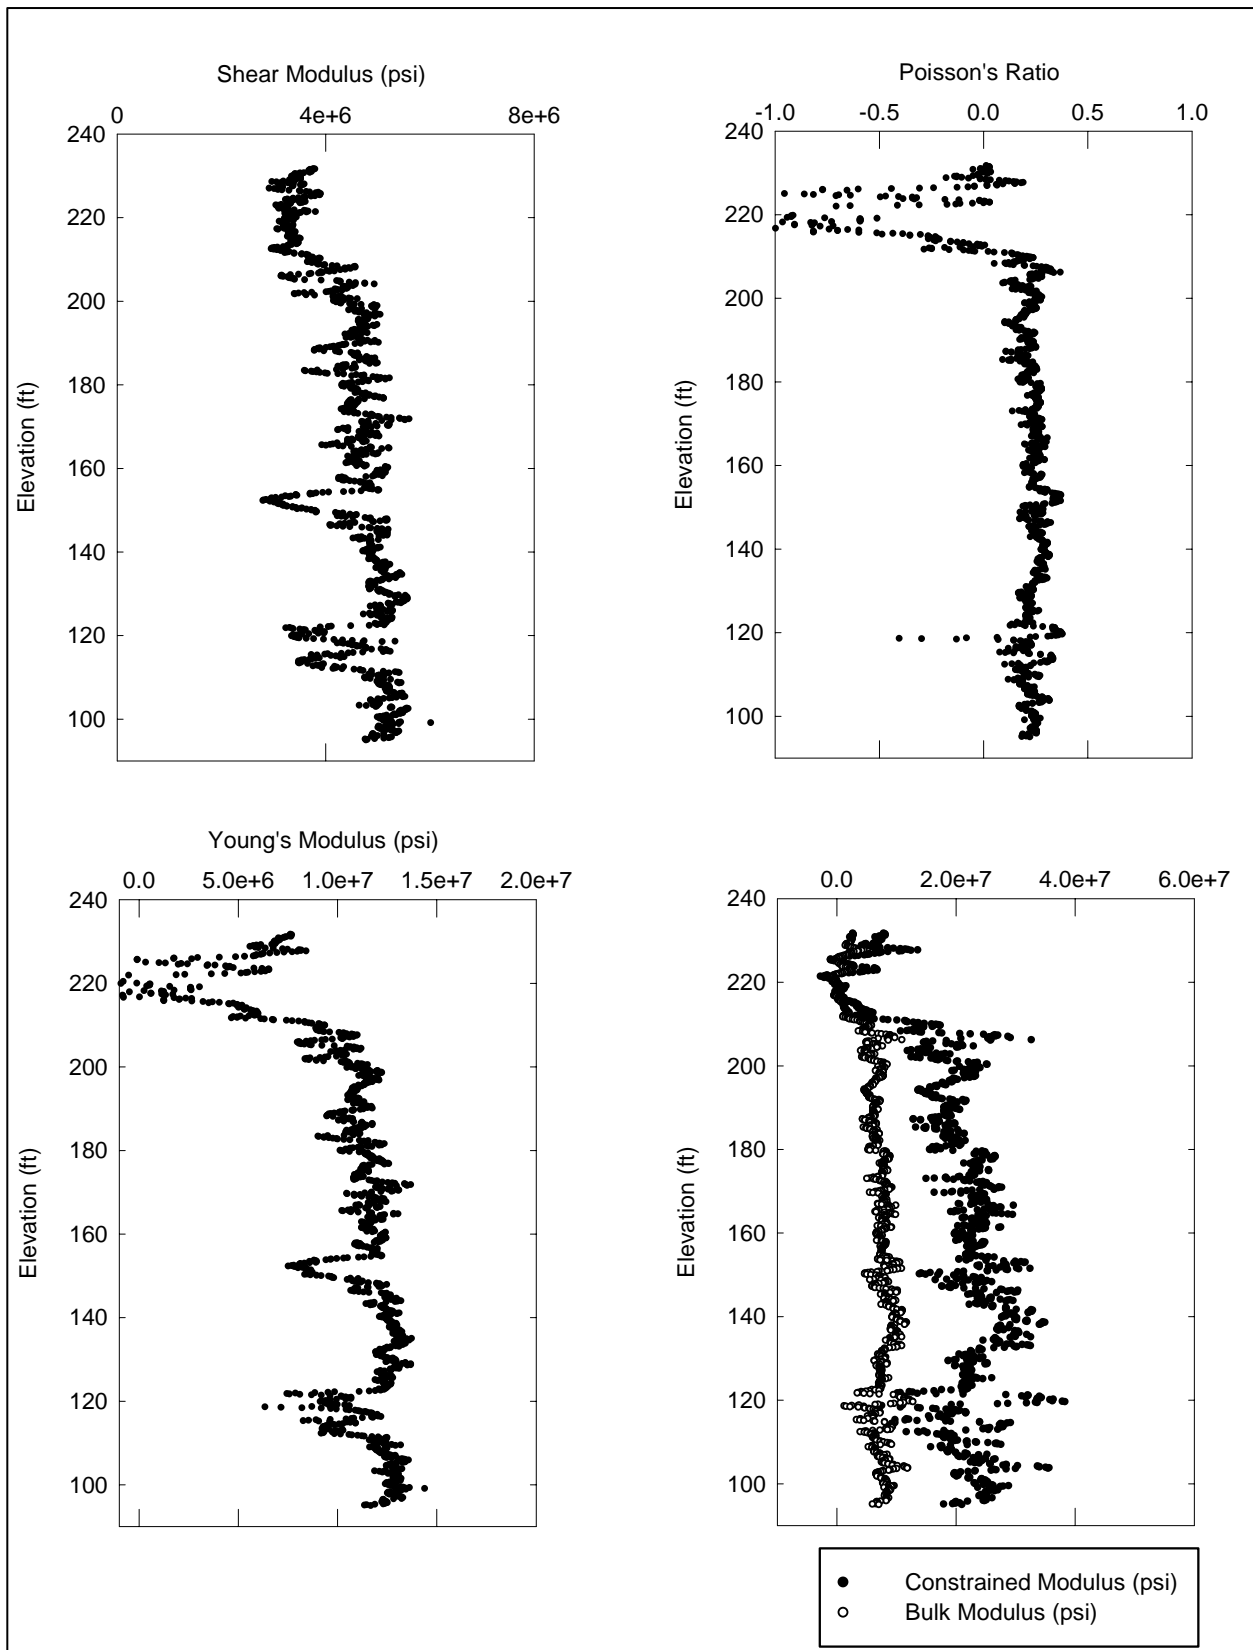 Shear Modulus (psi)
0 4e+6 8e+6
240
220
200
180
160
140
120
100
Elevation (ft)
Poisson's Ratio
-1.0 -0.5 0.0 0.5 1.0
240
220
200
180
160
140
120
100
Elevation (ft)
Young's Modulus (psi)
0.0 5.0e+6 1.0e+7 1.5e+7 2.0e+7
240
220
200
180
160
140
120
100
Elevation (ft)
0.0 2.0e+7 4.0e+7 6.0e+7
240
220
200
180
160
140
120
100
Elevation (ft)
Constrained Modulus (psi)
Bulk Modulus (psi)